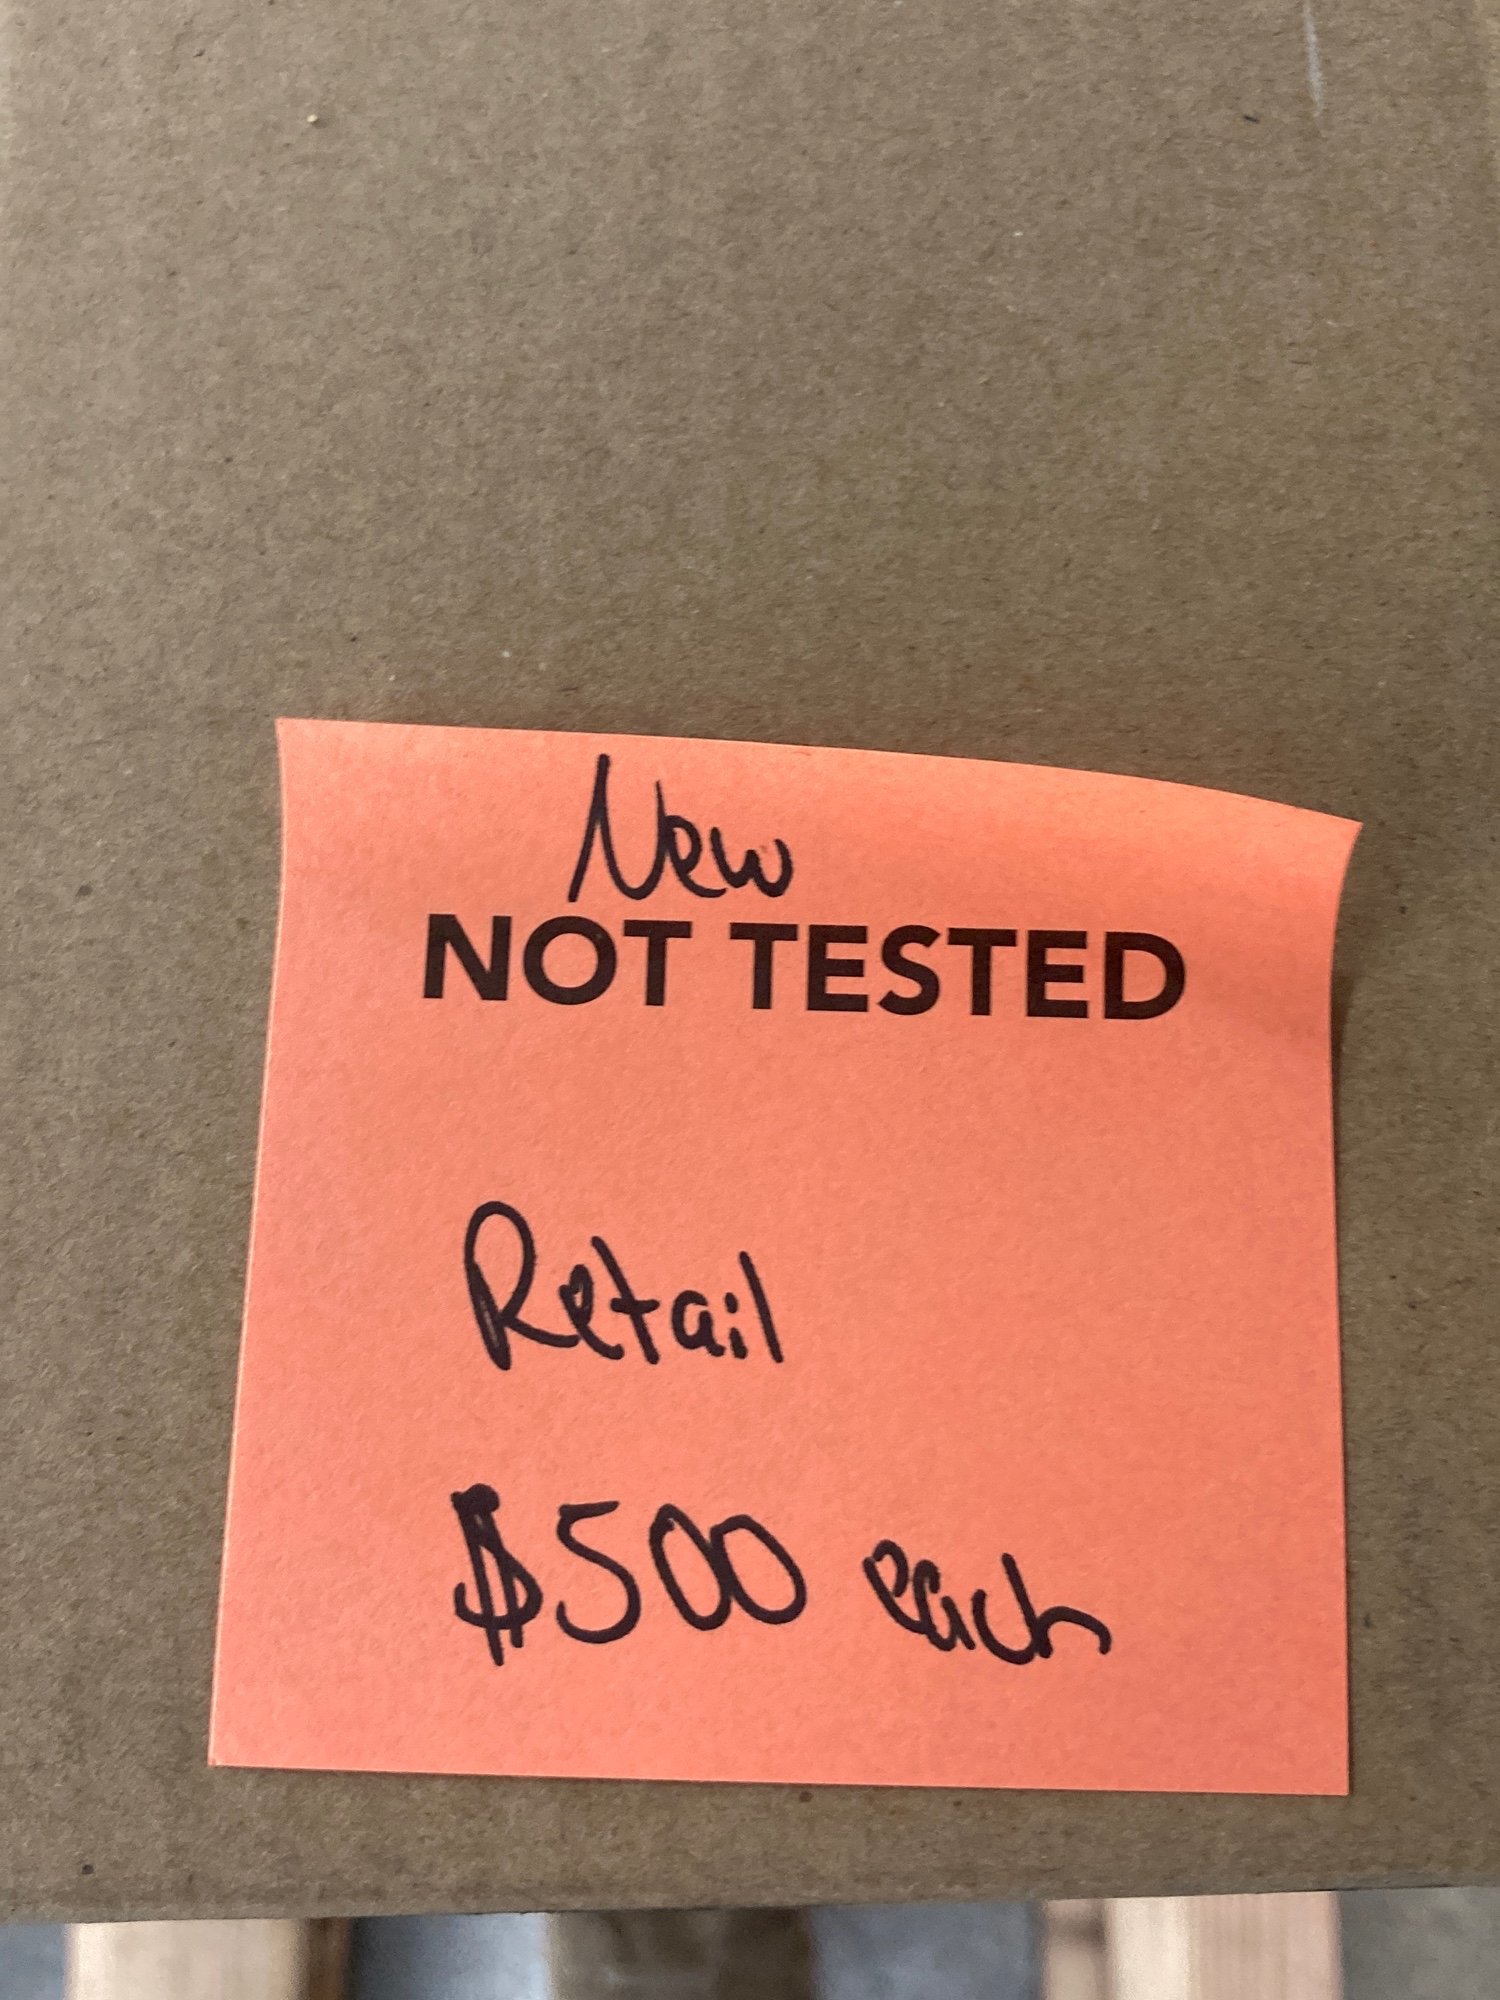 New
NOT TESTED
Retail
$500 each